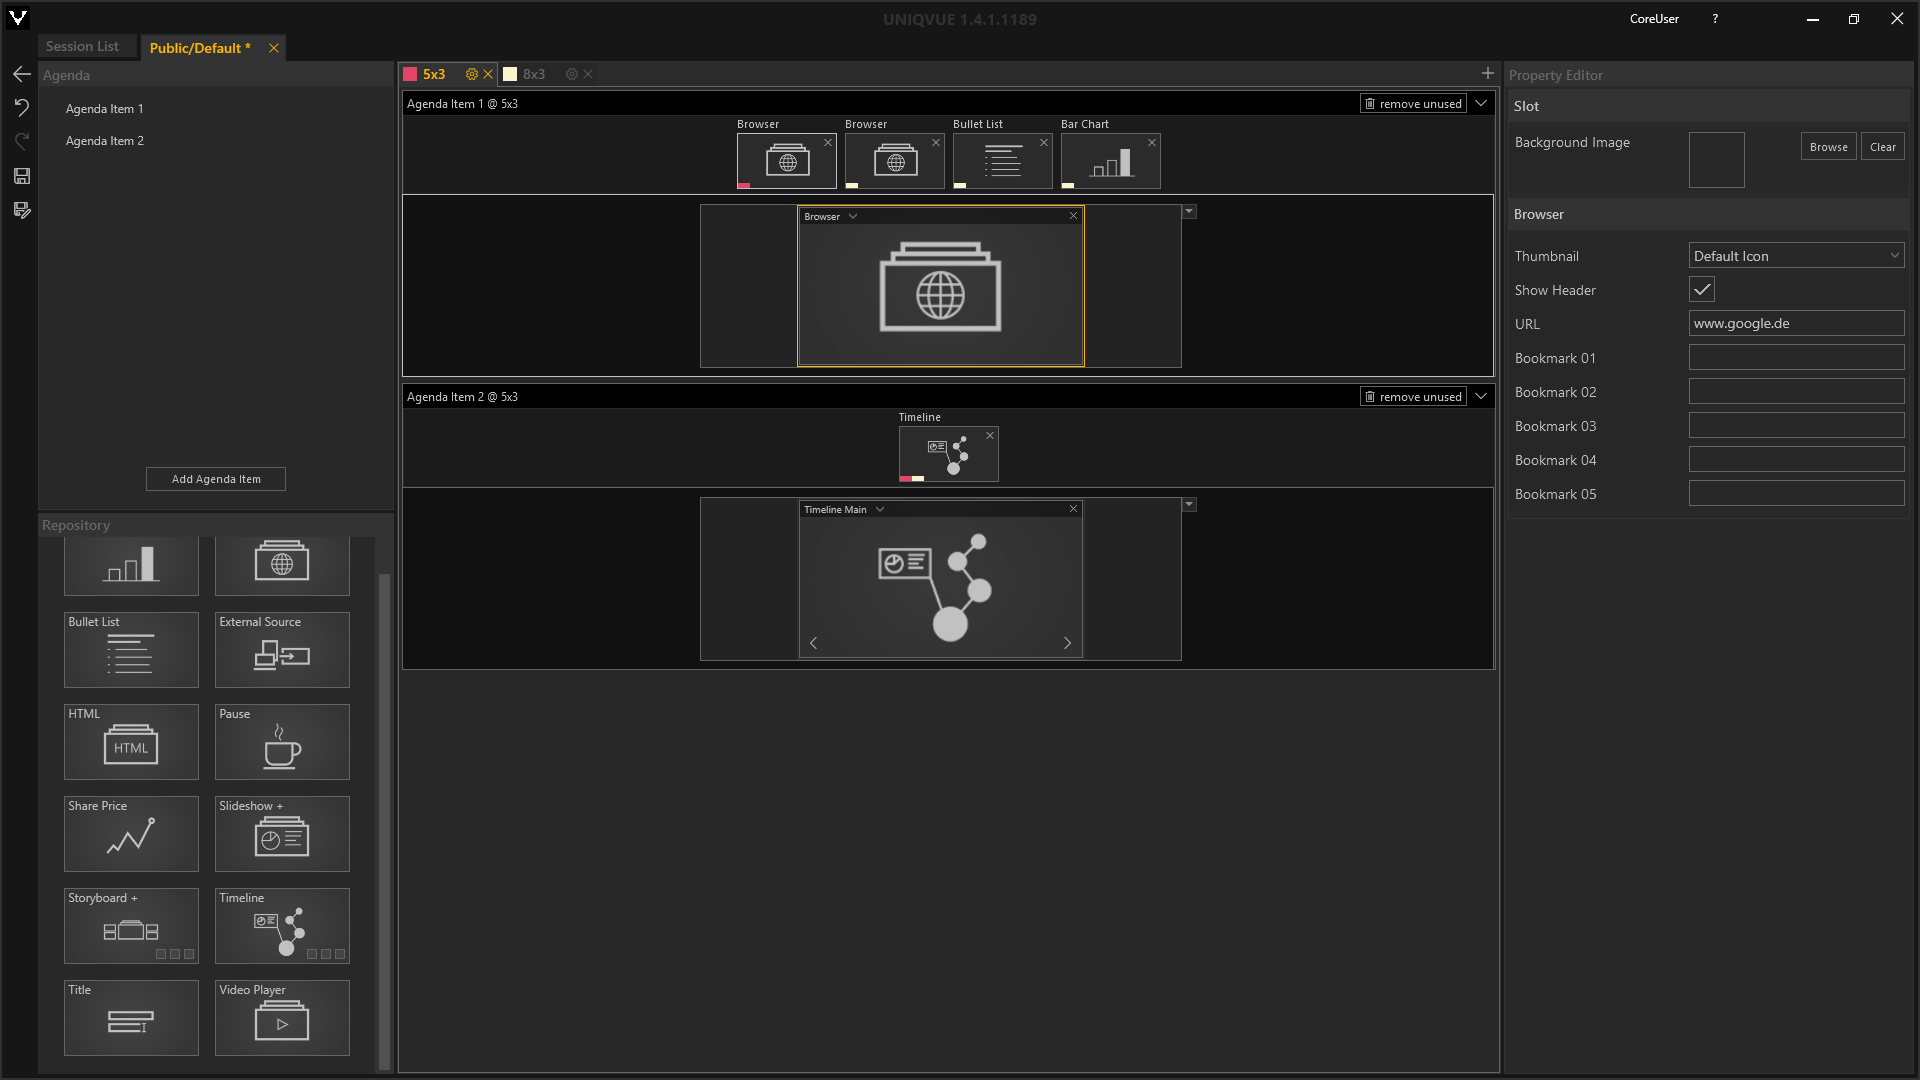 UNIQVUE 1.4.1.1189
CoreUser
?
Session List
Public/Default *
Agenda
Agenda Item 1
Agenda Item 2
Add Agenda Item
Repository
Bullet List
External Source
HTML
HTML
Pause
Share Price
Slideshow +
Storyboard +
Timeline
Title
Video Player
5x3
8x3
Agenda Item 1 @ 5x3
remove unused
Browser
Browser
Bullet List
Bar Chart
Browser
Agenda Item 2 @ 5x3
remove unused
Timeline
Timeline Main
Property Editor
Slot
Background Image
Browse
Clear
Browser
Thumbnail
Default Icon
Show Header
URL
www.google.de
Bookmark 01
Bookmark 02
Bookmark 03
Bookmark 04
Bookmark 05